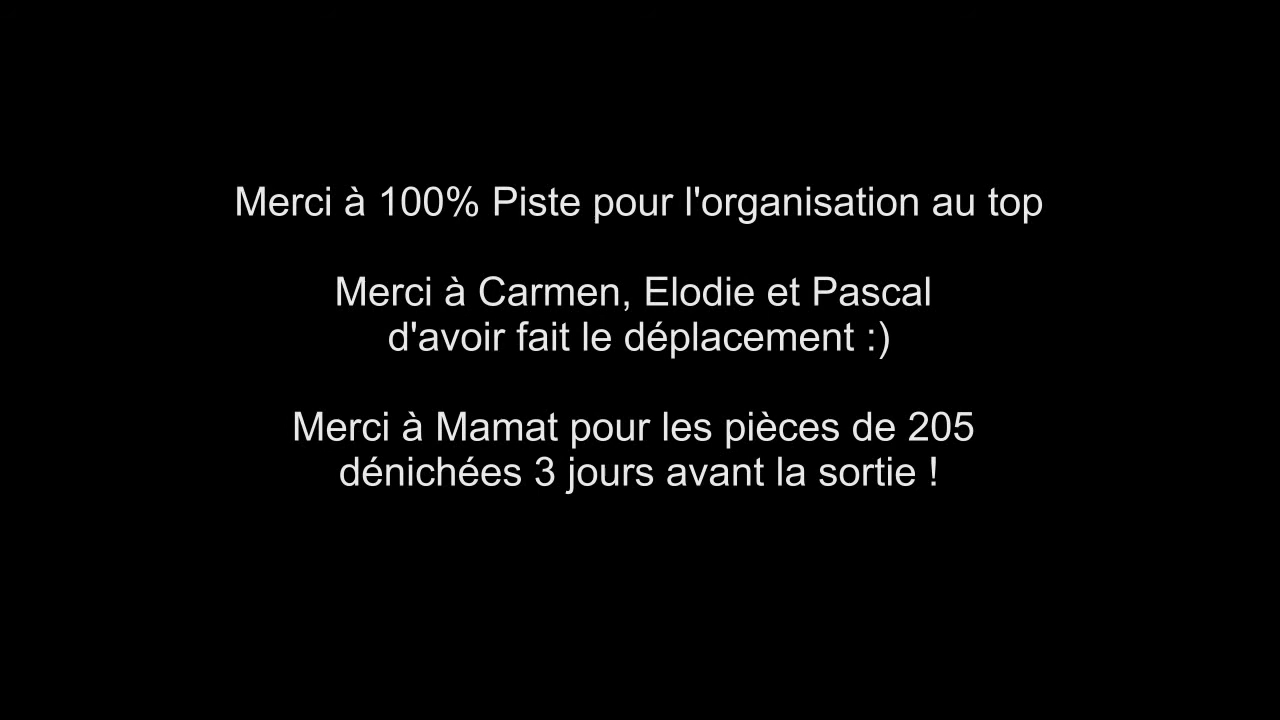 Merci à 100% Piste pour l'organisation au top
Merci à Carmen, Elodie et Pascal
d'avoir fait le déplacement :)
Merci à Mamat pour les pièces de 205
dénichées 3 jours avant la sortie !